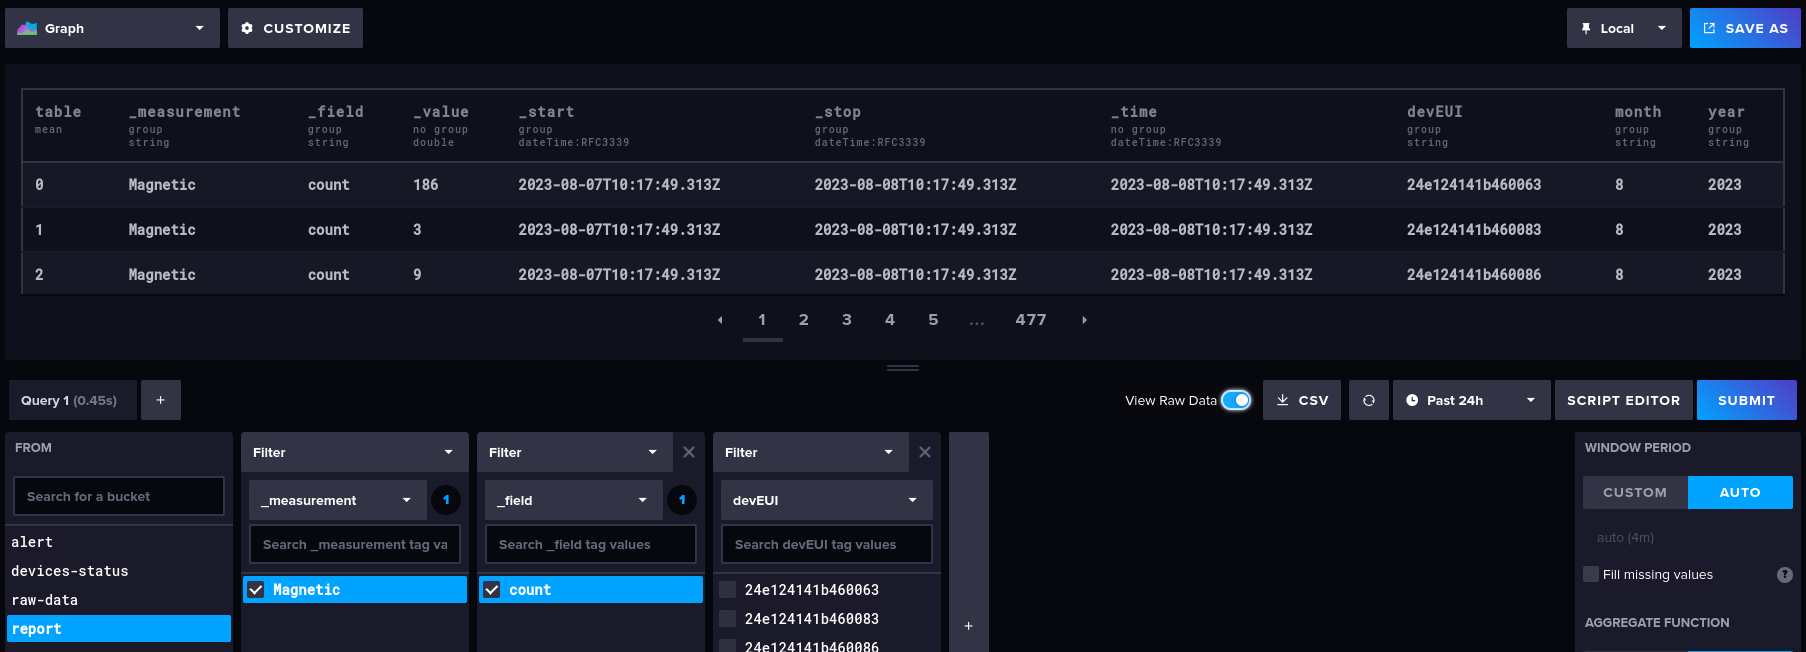 Graph CUSTOMIZE Local SAVE AS
table _measurement _field _value _start _stop _time devEUI month year
mean group group no group group group no group group group group
string string double dateTime:RFC3339 dateTime:RFC3339 dateTime:RFC3339 string string string
0 Magnetic count 186 2023-08-07T10:17:49.313Z 2023-08-08T10:17:49.313Z 2023-08-08T10:17:49.313Z 24e124141b460063 8 2023
1 Magnetic count 3 2023-08-07T10:17:49.313Z 2023-08-08T10:17:49.313Z 2023-08-08T10:17:49.313Z 24e124141b460083 8 2023
2 Magnetic count 9 2023-08-07T10:17:49.313Z 2023-08-08T10:17:49.313Z 2023-08-08T10:17:49.313Z 24e124141b460086 8 2023
1 2 3 4 5 ... 477
Query 1 (0.45s) + View Raw Data CSV Past 24h SCRIPT EDITOR SUBMIT
FROM
Search for a bucket
alert
devices-status
raw-data
report
Filter
_measurement 1
Search _measurement tag va
Magnetic
Filter
_field 1
Search _field tag values
count
Filter
devEUI
Search devEUI tag values
24e124141b460063
24e124141b460083
24e124141b460086
+
WINDOW PERIOD
CUSTOM AUTO
auto (4m)
Fill missing values ?
AGGREGATE FUNCTION